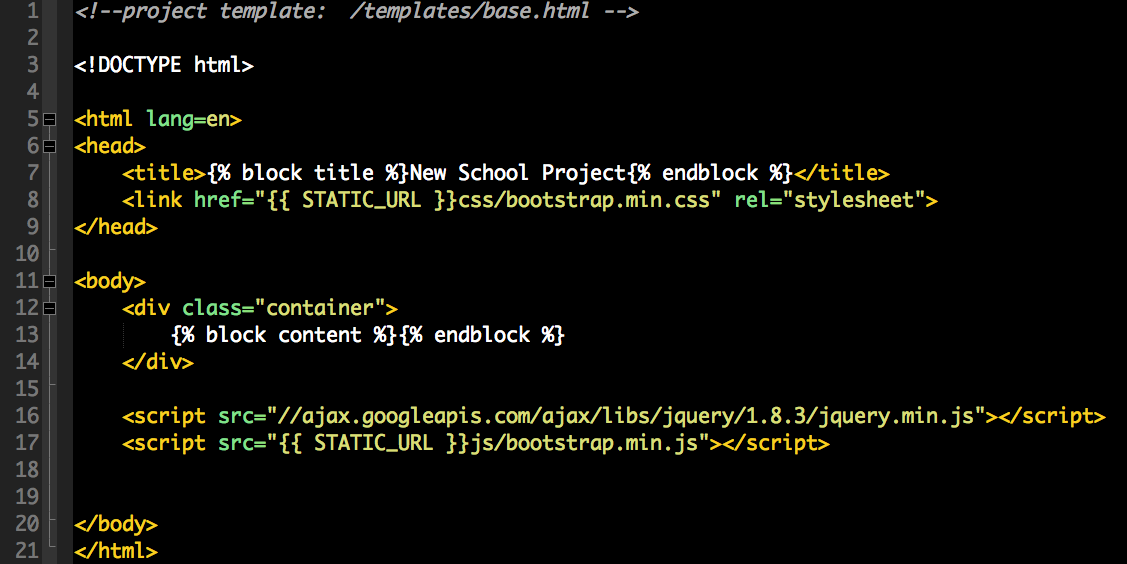 1 <!--project template:  /templates/base.html -->
2
3 <!DOCTYPE html>
4
5 <html lang=en>
6 <head>
7     <title>{% block title %}New School Project{% endblock %}</title>
8     <link href="{{ STATIC_URL }}css/bootstrap.min.css" rel="stylesheet">
9 </head>
10
11 <body>
12     <div class="container">
13         {% block content %}{% endblock %}
14     </div>
15
16     <script src="//ajax.googleapis.com/ajax/libs/jquery/1.8.3/jquery.min.js"></script>
17     <script src="{{ STATIC_URL }}js/bootstrap.min.js"></script>
18
19
20 </body>
21 </html>